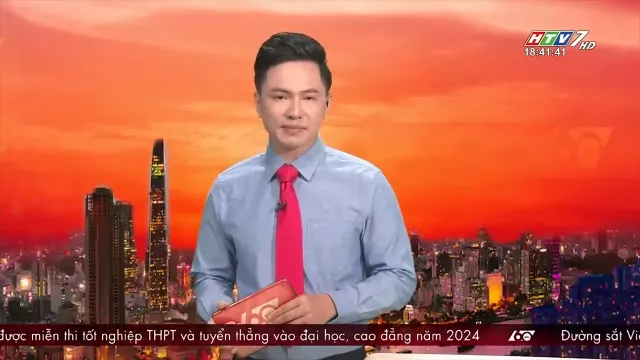 HTV7 HD
18:41:41
60
được miễn thi tốt nghiệp THPT và tuyển thẳng vào đại học, cao đẳng năm 2024 60 Đường sắt Vi